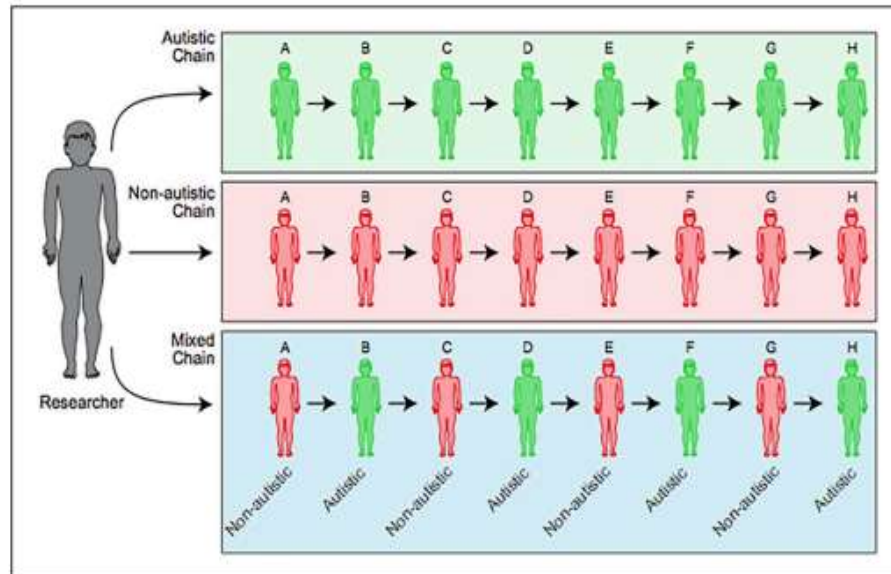 Autistic
Chain
A B C D E F G H
Non-autistic
Chain
A B C D E F G H
Mixed
Chain
A B C D E F G H
Researcher
Non-autistic Autistic Non-autistic Autistic Non-autistic Autistic Non-autistic Autistic